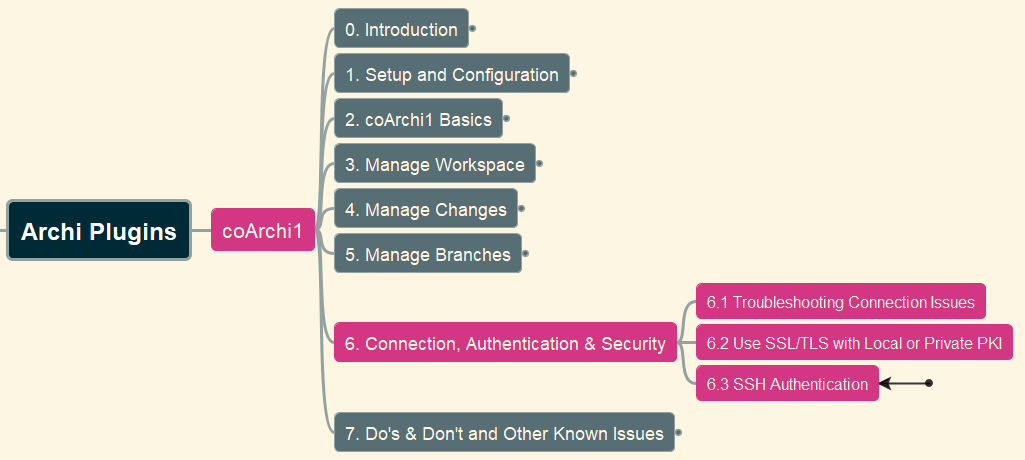 Archi Plugins
coArchi1
0. Introduction
1. Setup and Configuration
2. coArchi1 Basics
3. Manage Workspace
4. Manage Changes
5. Manage Branches
6. Connection, Authentication & Security
6.1 Troubleshooting Connection Issues
6.2 Use SSL/TLS with Local or Private PKI
6.3 SSH Authentication
7. Do's & Don't and Other Known Issues